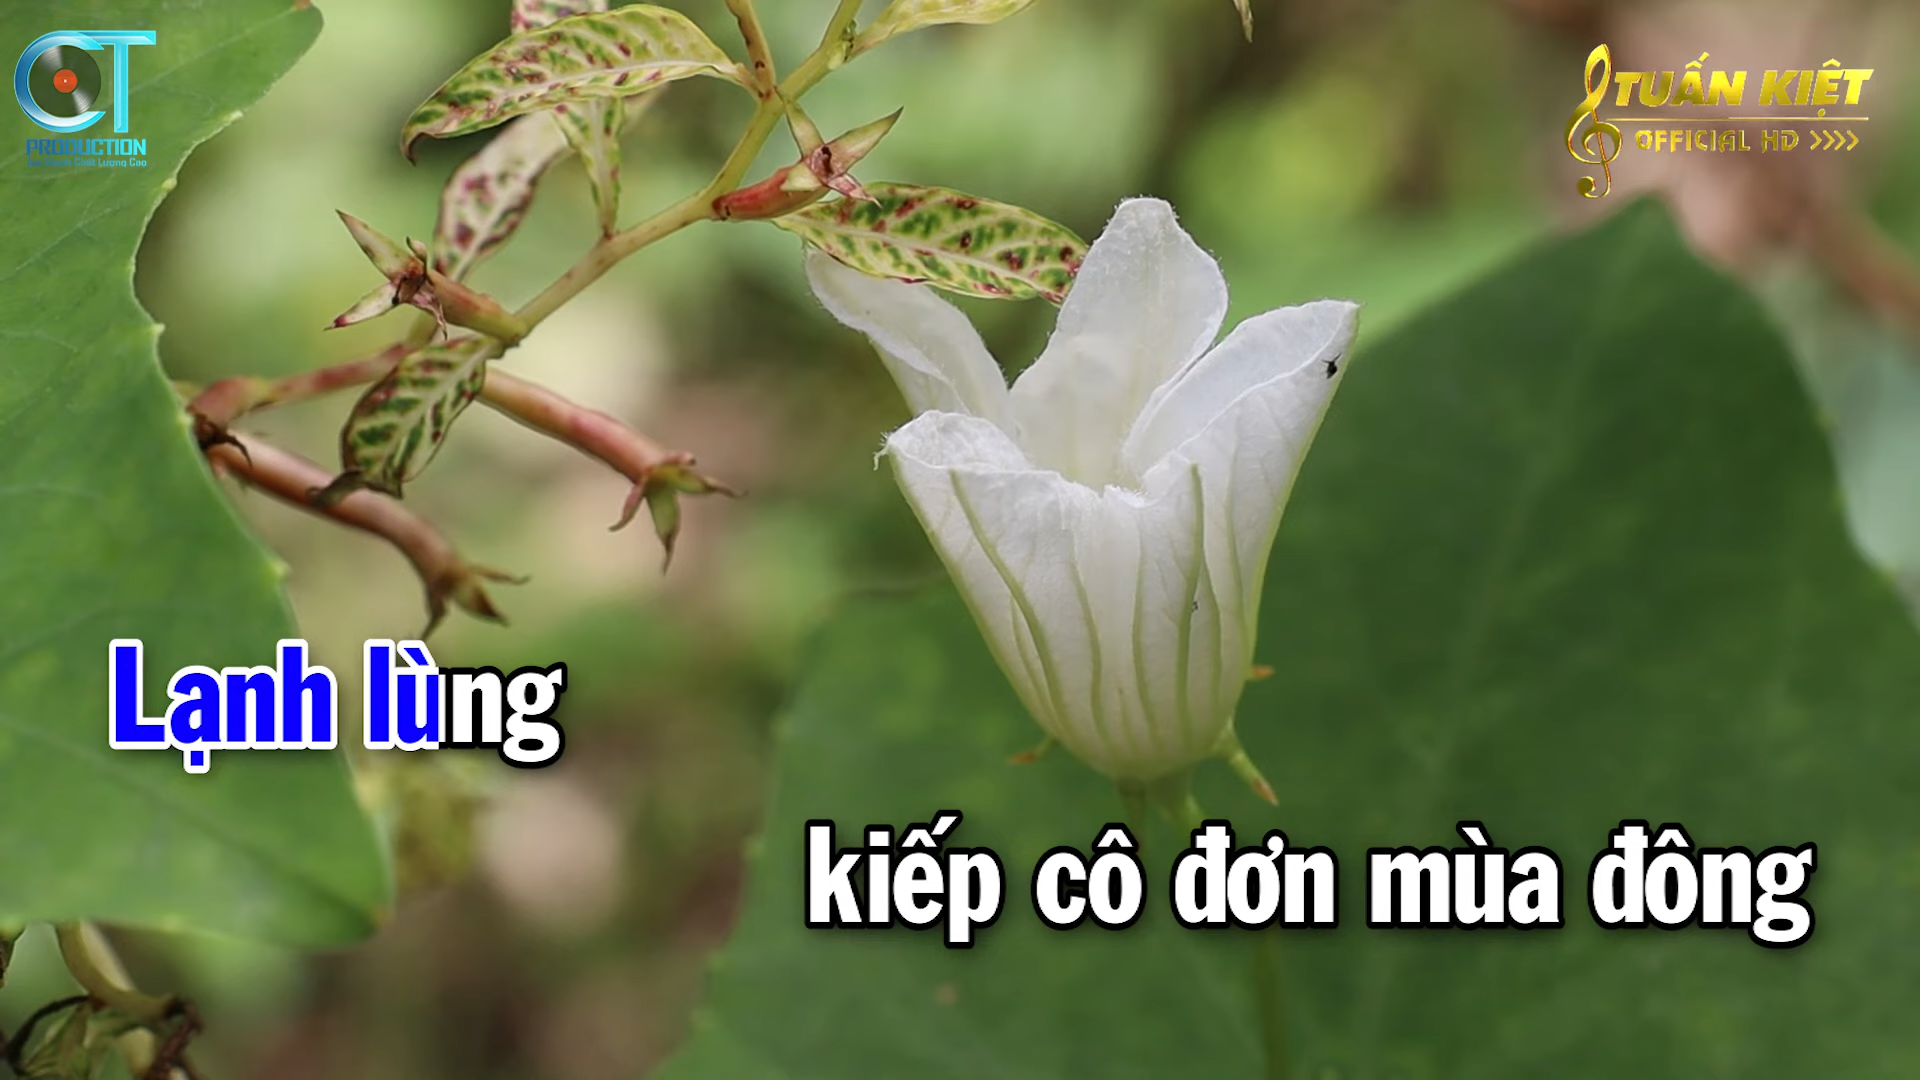 CT
PRODUCTION
TUẤN KIỆT
OFFICIAL HD >>>>
Lạnh lùng
kiếp cô đơn mùa đông